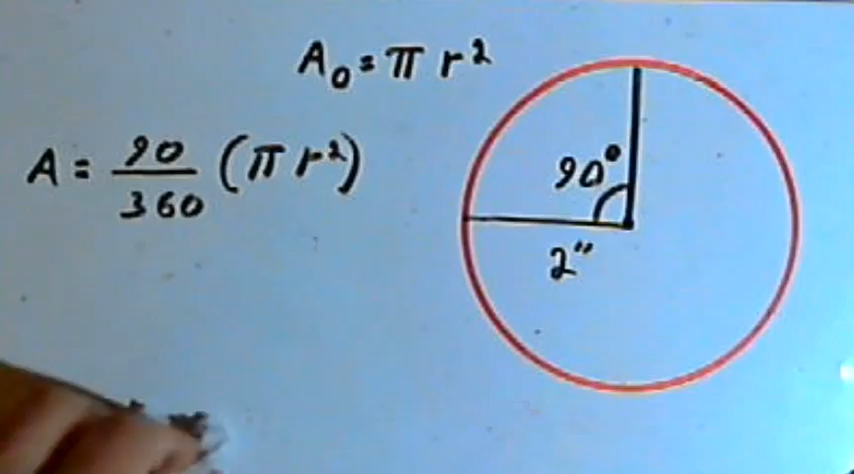 A₀ = π r²
A = 90/360 (π r²)
90°
2"